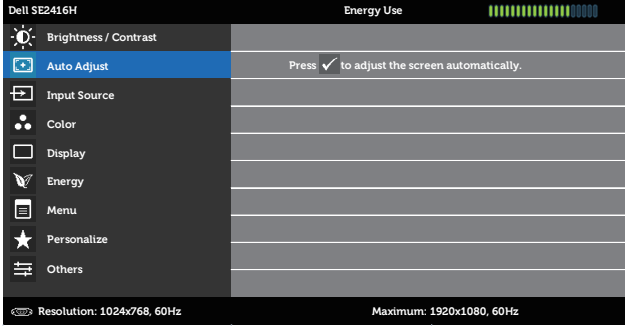 Dell SE2416H Energy Use
Brightness / Contrast
Auto Adjust Press ✓ to adjust the screen automatically.
Input Source
Color
Display
Energy
Menu
Personalize
Others
Resolution: 1024x768, 60Hz Maximum: 1920x1080, 60Hz